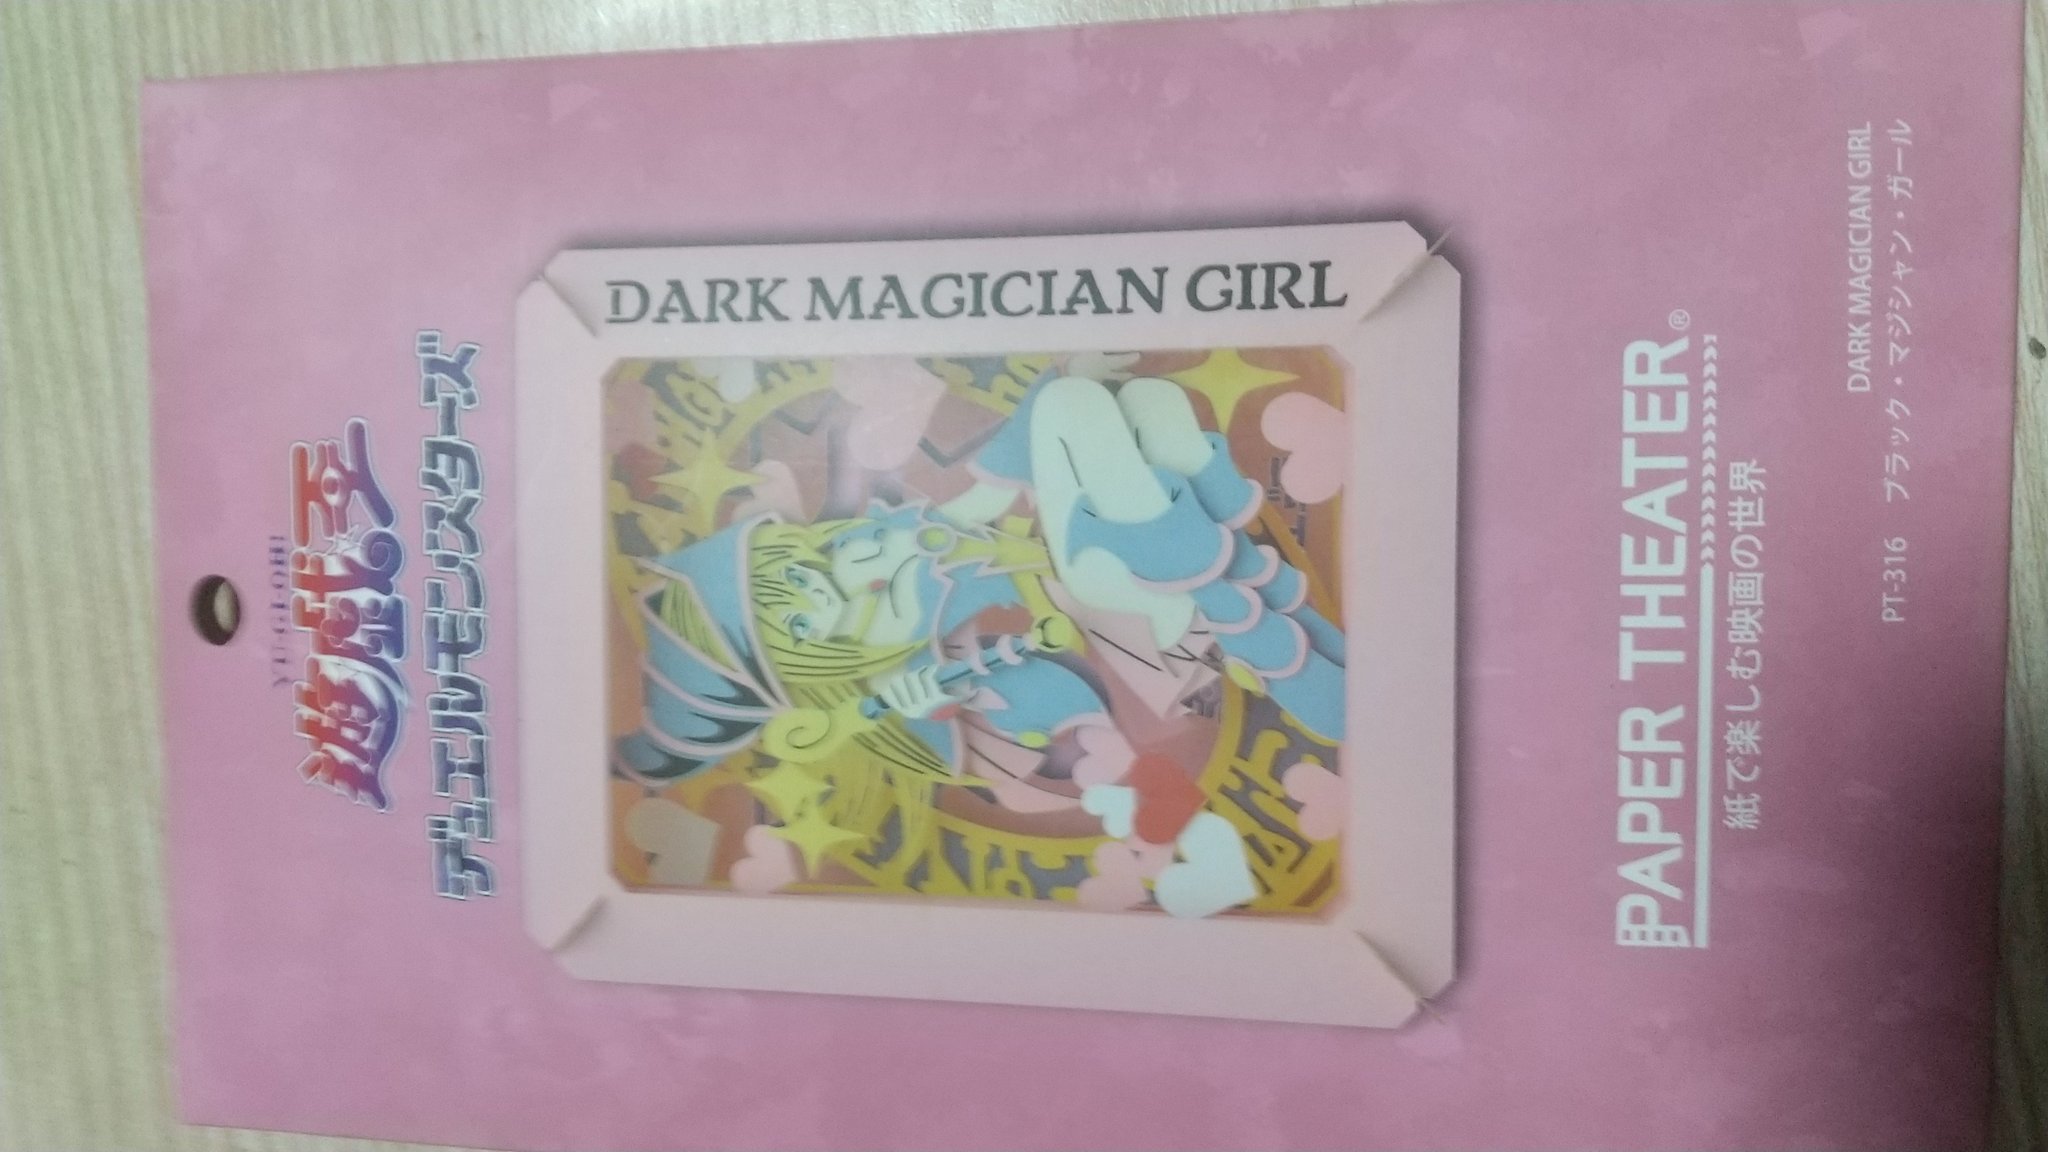 YU-GI-OH!
遊戯王
デュエルモンスターズ
DARK MAGICIAN GIRL
PAPER THEATER®
紙で楽しむ映画の世界
DARK MAGICIAN GIRL
PT-316 ブラック・マジシャン・ガール